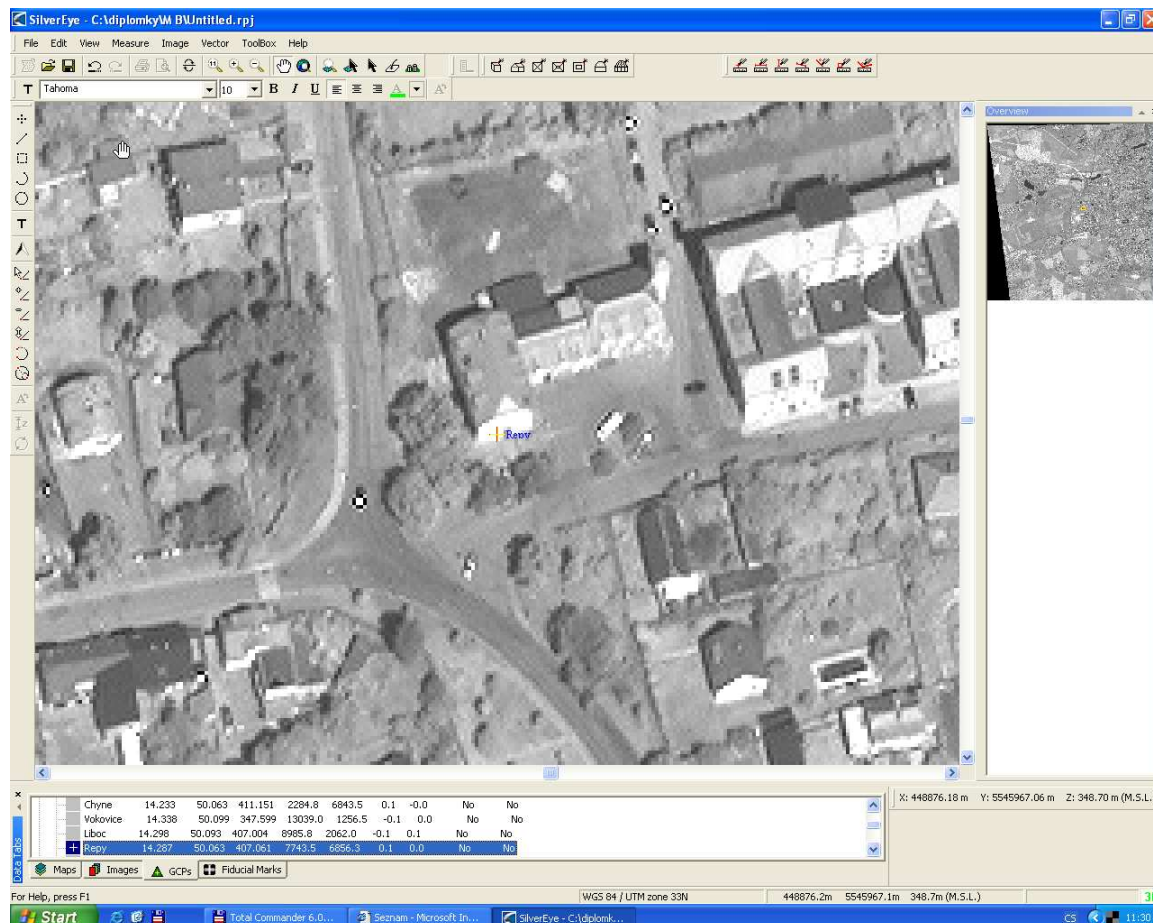 SilverEye - C:\diplomky\M B\Untitled.rpj
File Edit View Measure Image Vector ToolBox Help
Tahoma 10 B I U
Overview
Repy
X: 448876.18 m Y: 5545967.06 m Z: 348.70 m (M.S.L.
Chyne 14.233 50.063 411.151 2284.8 6843.5 0.1 -0.0 No No
Vokovice 14.338 50.099 347.599 13039.0 1256.5 -0.1 0.0 No No
Liboc 14.298 50.093 407.004 8985.8 2062.0 -0.1 0.1 No No
Repy 14.287 50.063 407.061 7743.5 6856.3 0.1 0.0 No No
Data Tabs
Maps Images GCPs Fiducial Marks
For Help, press F1 WGS 84 / UTM zone 33N 448876.2m 5545967.1m 348.7m (M.S.L.)
Start Total Commander 6.0... Seznam - Microsoft In... SilverEye - C:\diplomk... CS 11:30